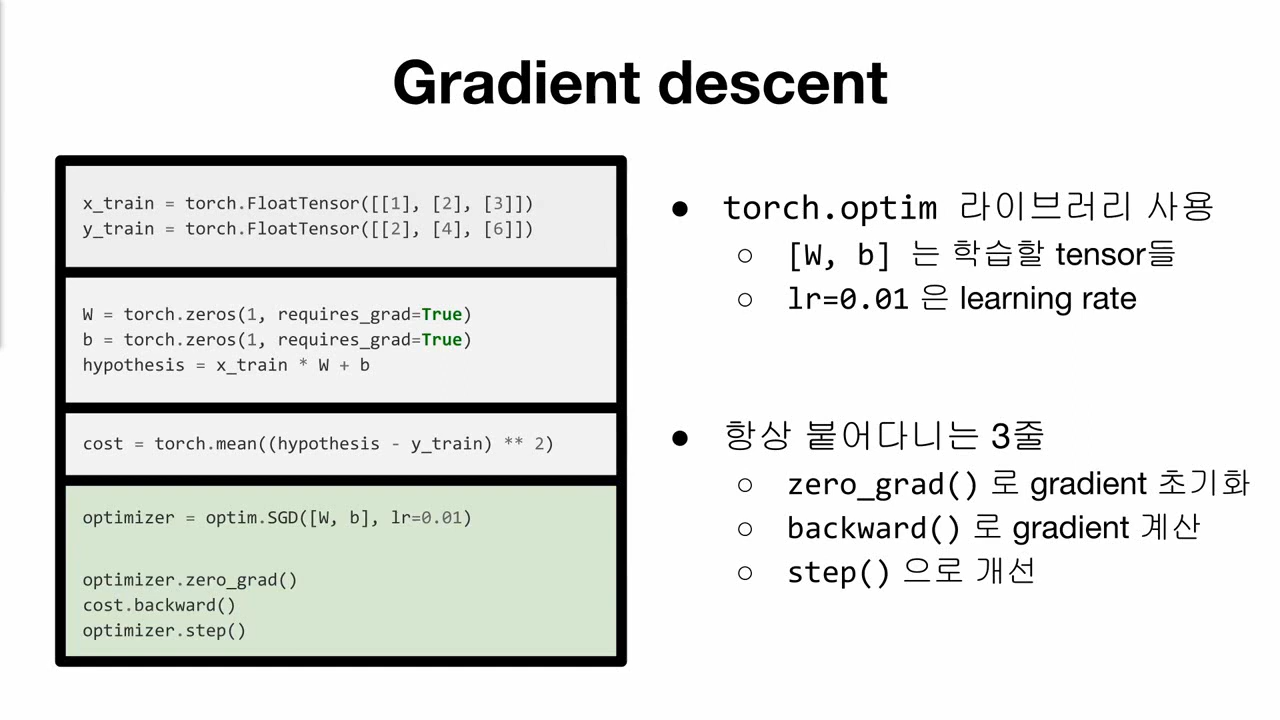 Gradient descent
x_train = torch.FloatTensor([[1], [2], [3]])
y_train = torch.FloatTensor([[2], [4], [6]])
W = torch.zeros(1, requires_grad=True)
b = torch.zeros(1, requires_grad=True)
hypothesis = x_train * W + b
cost = torch.mean((hypothesis - y_train) ** 2)
optimizer = optim.SGD([W, b], lr=0.01)
optimizer.zero_grad()
cost.backward()
optimizer.step()
● torch.optim 라이브러리 사용
○ [W, b] 는 학습할 tensor들
○ lr=0.01 은 learning rate
● 항상 붙어다니는 3줄
○ zero_grad() 로 gradient 초기화
○ backward() 로 gradient 계산
○ step() 으로 개선